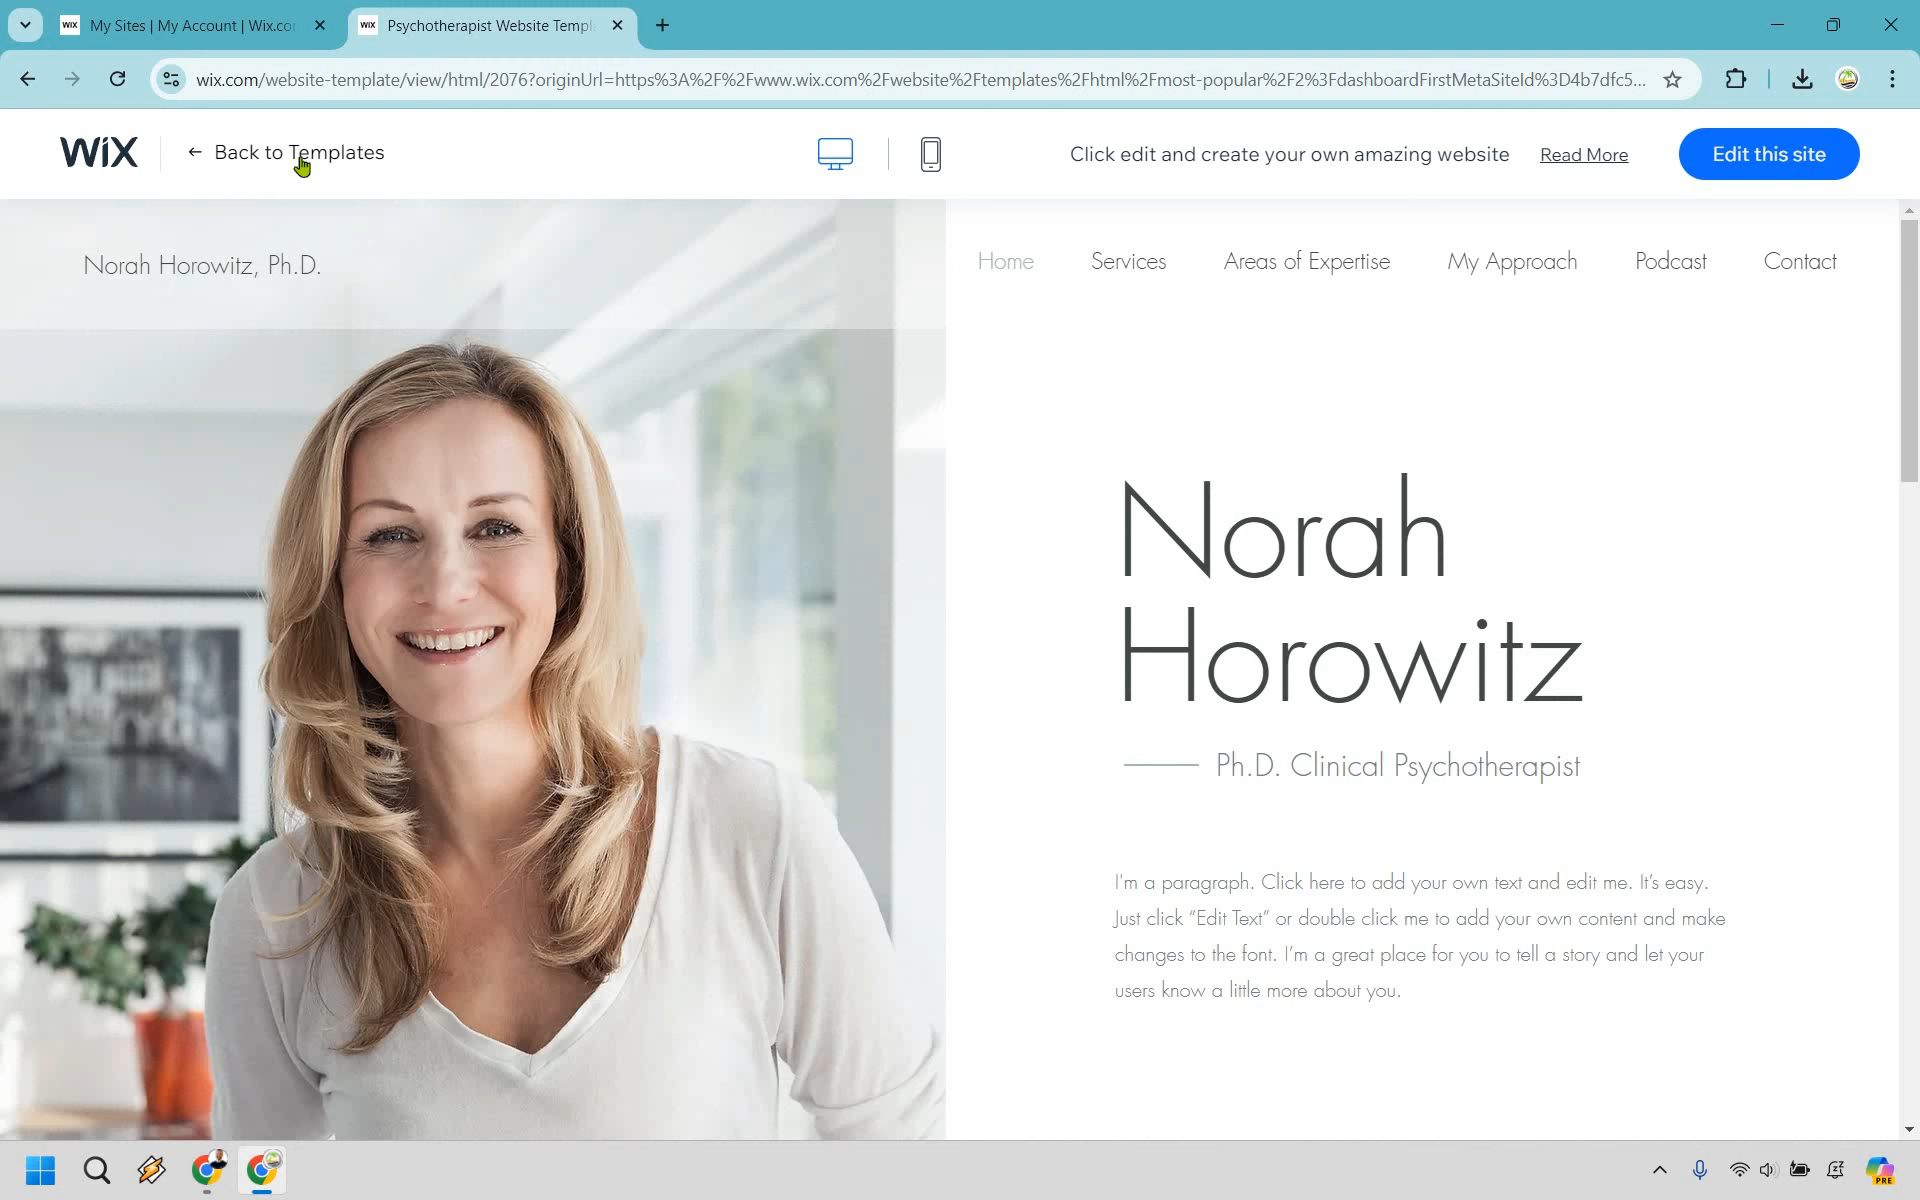 My Sites | My Account | Wix.co
Psychotherapist Website Templ
wix.com/website-template/view/html/2076?originUrl=https%3A%2F%2Fwww.wix.com%2Fwebsite%2Ftemplates%2Fhtml%2Fmost-popular%2F2%3FdashboardFirstMetaSiteId%3D4b7dfc5...
WiX
← Back to Templates
Click edit and create your own amazing website
Read More
Edit this site
Norah Horowitz, Ph.D.
Home Services Areas of Expertise My Approach Podcast Contact
Norah
Horowitz
Ph.D. Clinical Psychotherapist
I'm a paragraph. Click here to add your own text and edit me. It’s easy.
Just click “Edit Text” or double click me to add your own content and make
changes to the font. I’m a great place for you to tell a story and let your
users know a little more about you.
PRE